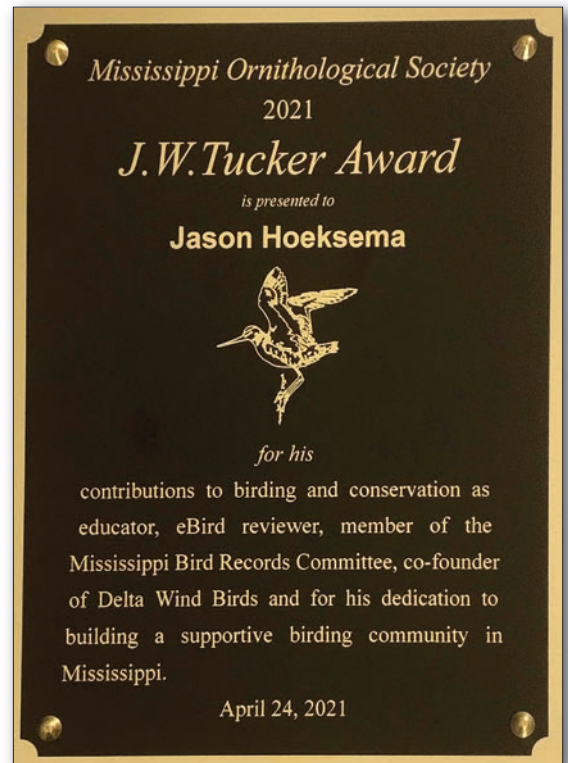 Mississippi Ornithological Society
2021
J.W.Tucker Award
is presented to
Jason Hoeksema
for his
contributions to birding and conservation as
educator, eBird reviewer, member of the
Mississippi Bird Records Committee, co-founder
of Delta Wind Birds and for his dedication to
building a supportive birding community in
Mississippi.
April 24, 2021